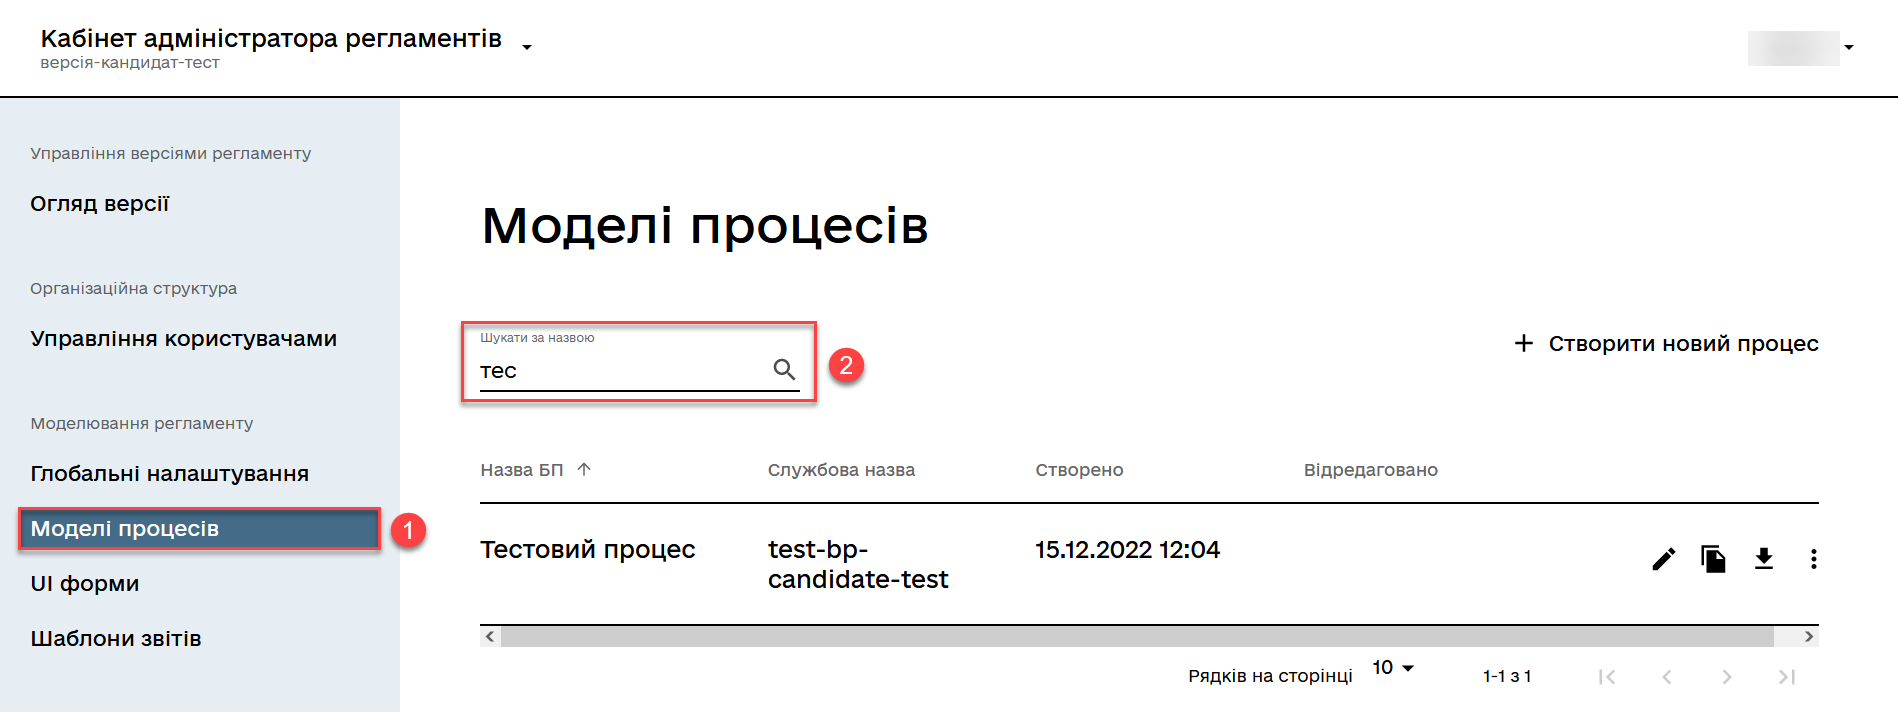 Кабінет адміністратора регламентів
версія-кандидат-тест
Управління версіями регламенту
Огляд версії
Організаційна структура
Управління користувачами
Моделювання регламенту
Глобальні налаштування
Моделі процесів
1
UI форми
Шаблони звітів
Моделі процесів
Шукати за назвою
тес
2
+ Створити новий процес
Назва БП ↑ Службова назва Створено Відредаговано
Тестовий процес test-bp- 15.12.2022 12:04
candidate-test
Рядків на сторінці 10 1-1 з 1